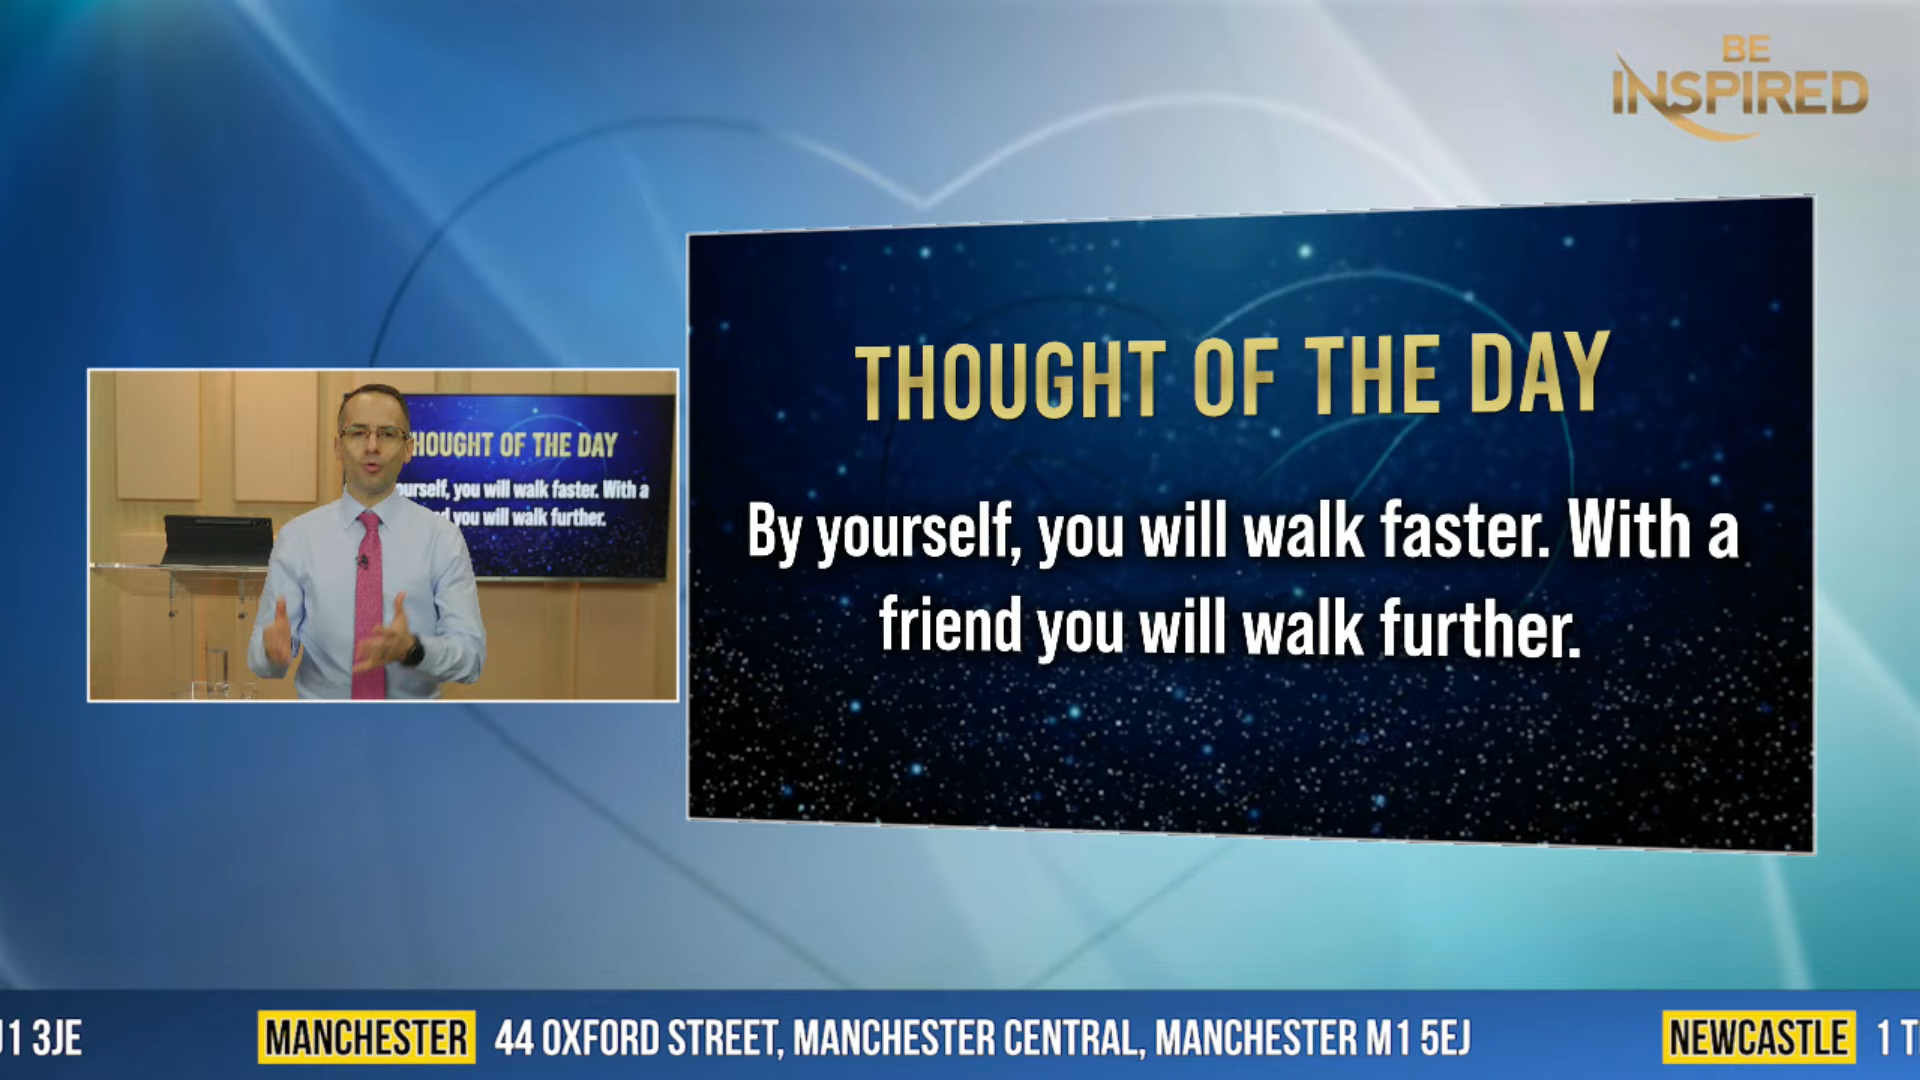 BE
INSPIRED
THOUGHT OF THE DAY
By yourself, you will walk faster. With a
friend you will walk further.
HOUGHT OF THE DAY
ourself, you will walk faster. With a
you will walk further.
3JE
MANCHESTER 44 OXFORD STREET, MANCHESTER CENTRAL, MANCHESTER M1 5EJ
NEWCASTLE 1